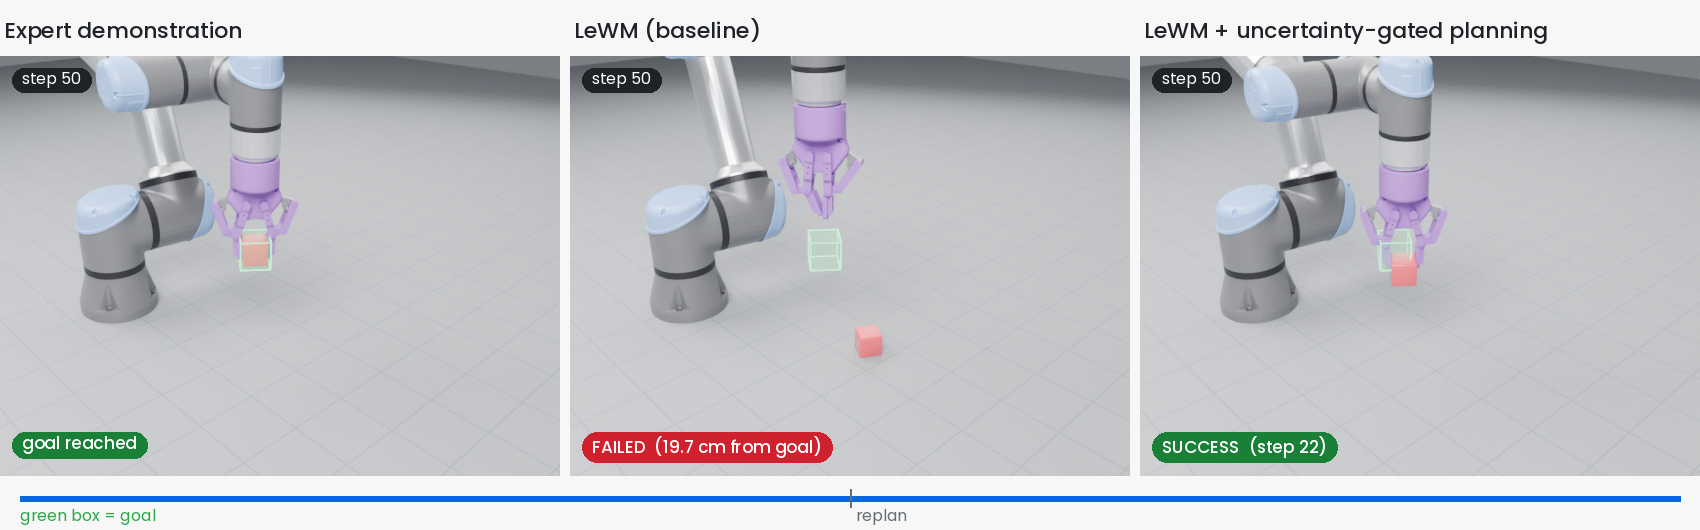 Expert demonstration
LeWM (baseline)
LeWM + uncertainty-gated planning
step 50
step 50
step 50
goal reached
FAILED (19.7 cm from goal)
SUCCESS (step 22)
green box = goal
replan